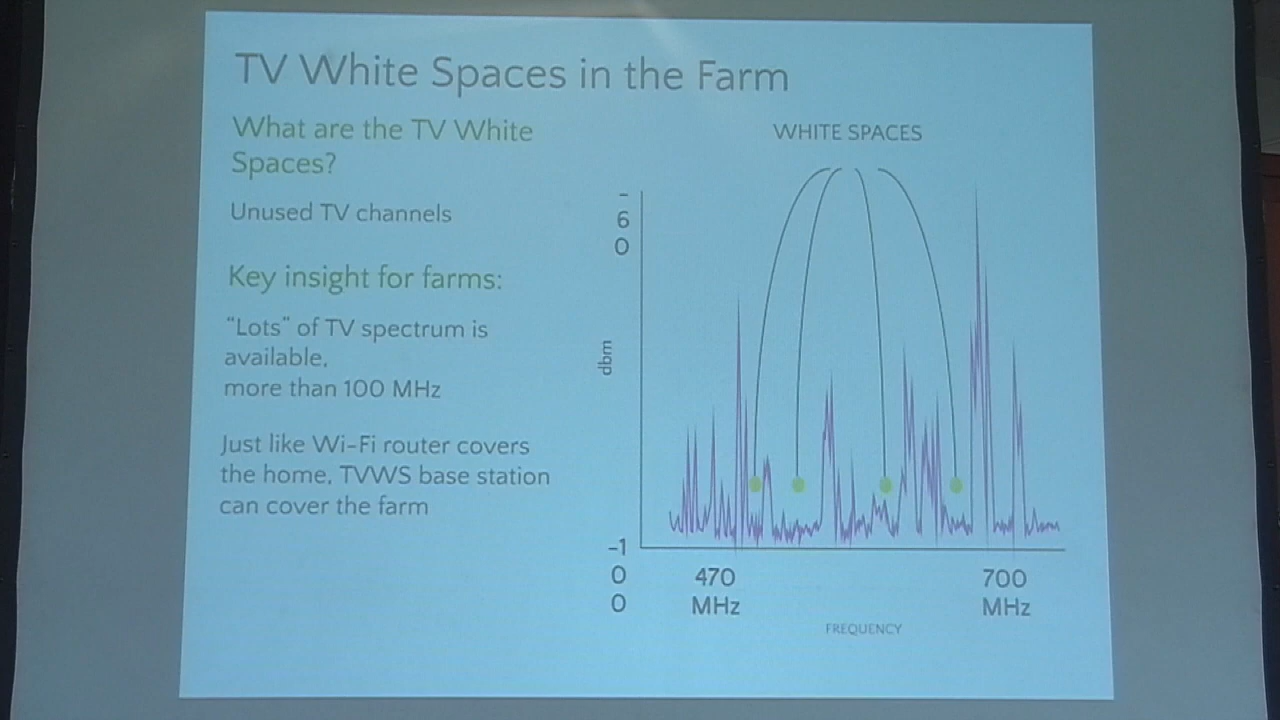 TV White Spaces in the Farm
What are the TV White
Spaces?
Unused TV channels
Key insight for farms:
“Lots” of TV spectrum is
available,
more than 100 MHz
Just like Wi-Fi router covers
the home, TVWS base station
can cover the farm
WHITE SPACES
–
6
0
dbm
–1
0
0
470
MHz
700
MHz
FREQUENCY